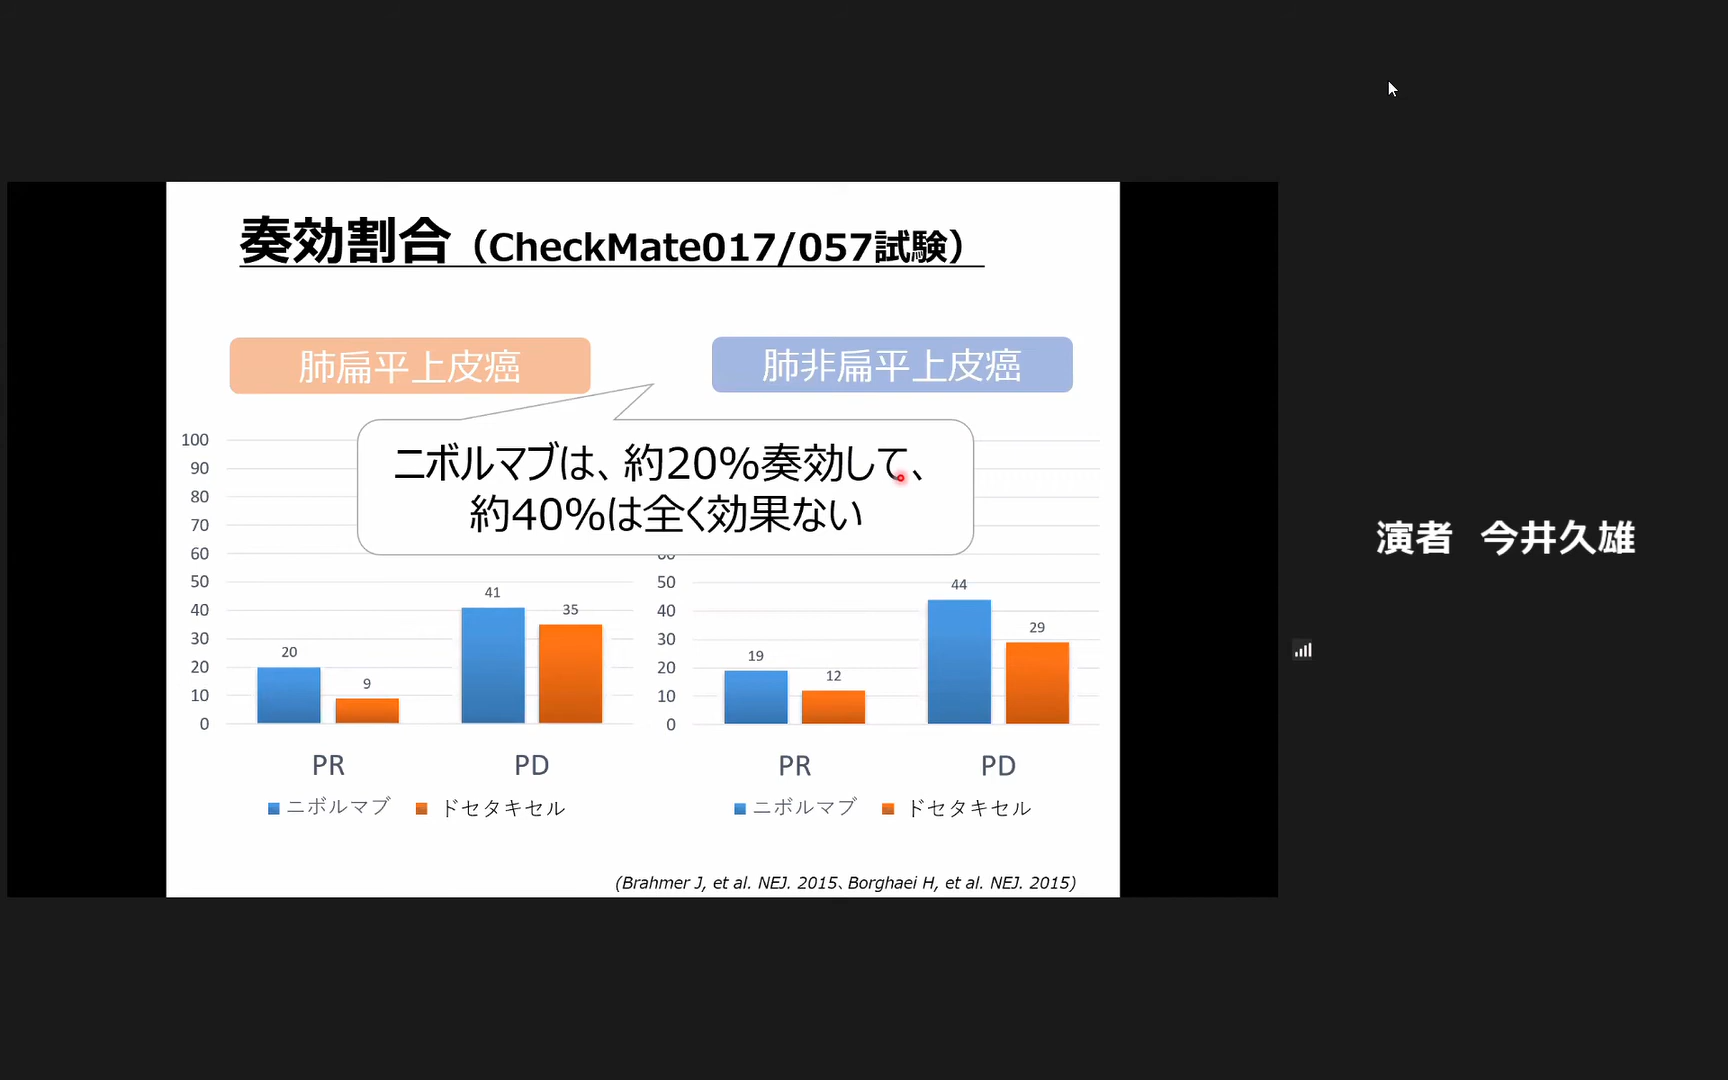 奏効割合（CheckMate017/057試験）
肺扁平上皮癌
肺非扁平上皮癌
ニボルマブは、約20%奏効して、
約40%は全く効果ない
100
90
80
70
60
50
40
30
20
10
0
20
9
41
35
PR
PD
ニボルマブ
ドセタキセル
60
50
40
30
20
10
0
19
12
44
29
PR
PD
ニボルマブ
ドセタキセル
(Brahmer J, et al. NEJ. 2015、Borghaei H, et al. NEJ. 2015)
演者　今井久雄